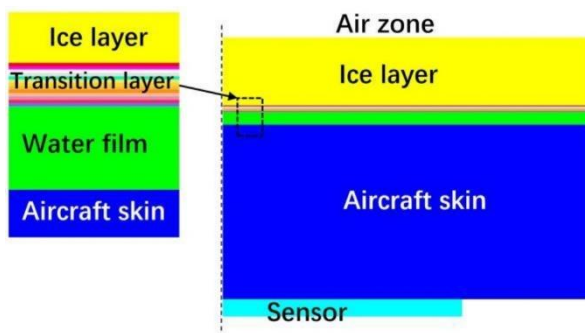 Ice layer
Transition layer
Water film
Aircraft skin
Air zone
Ice layer
Aircraft skin
Sensor